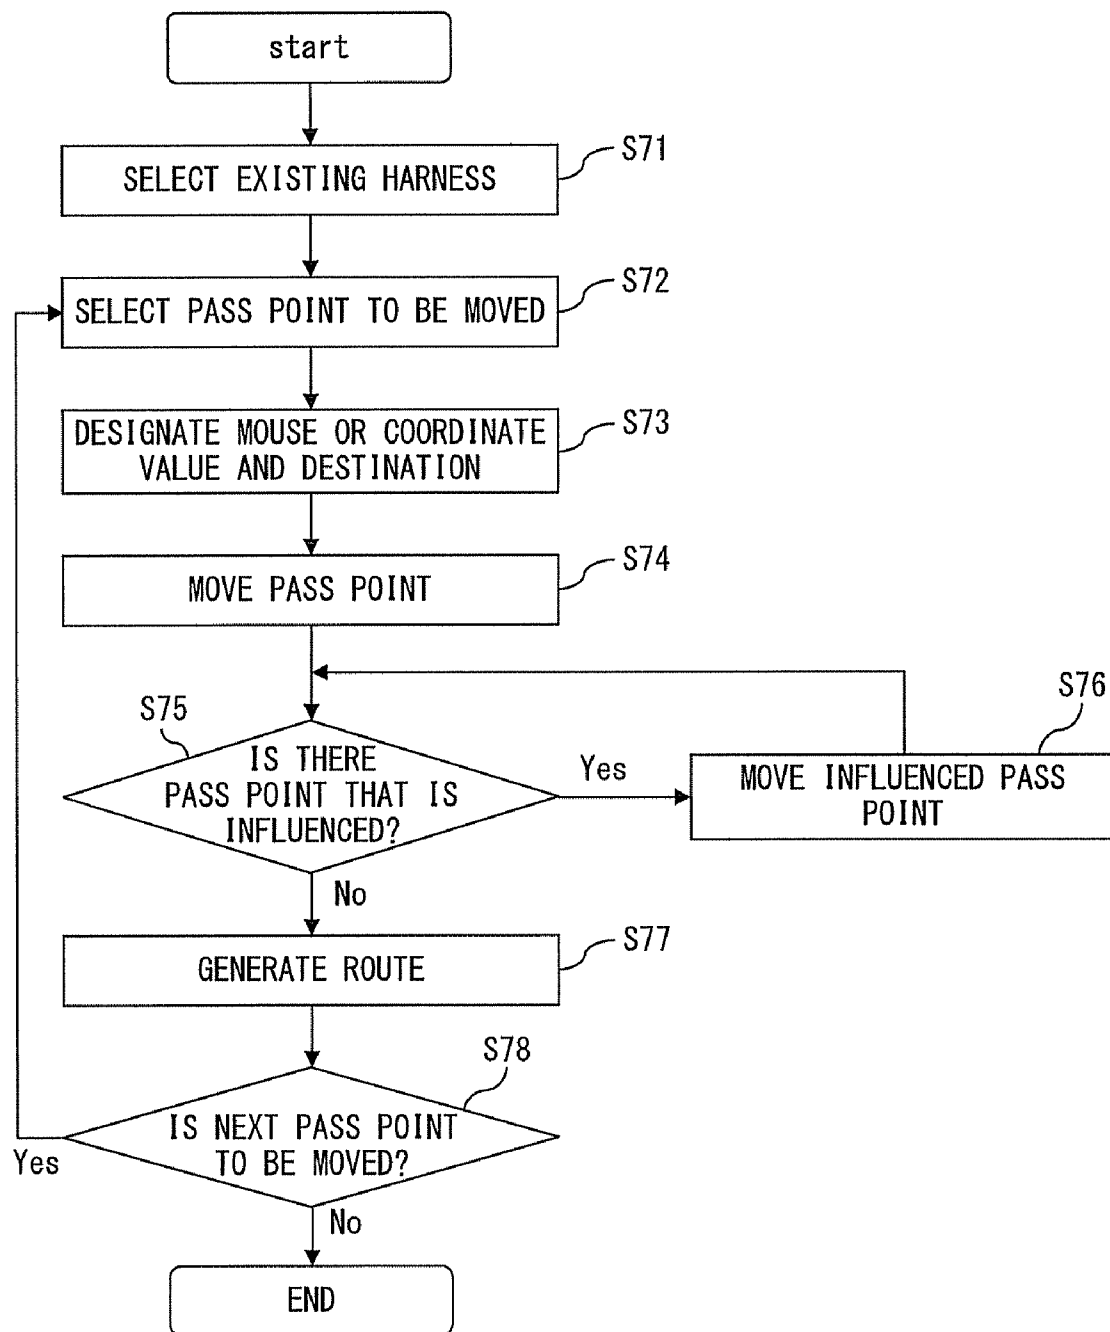 start
SELECT EXISTING HARNESS
S71
SELECT PASS POINT TO BE MOVED
S72
DESIGNATE MOUSE OR COORDINATE
VALUE AND DESTINATION
S73
MOVE PASS POINT
S74
S75
IS THERE
PASS POINT THAT IS
INFLUENCED?
Yes
S76
MOVE INFLUENCED PASS
POINT
No
GENERATE ROUTE
S77
S78
IS NEXT PASS POINT
TO BE MOVED?
Yes
No
END